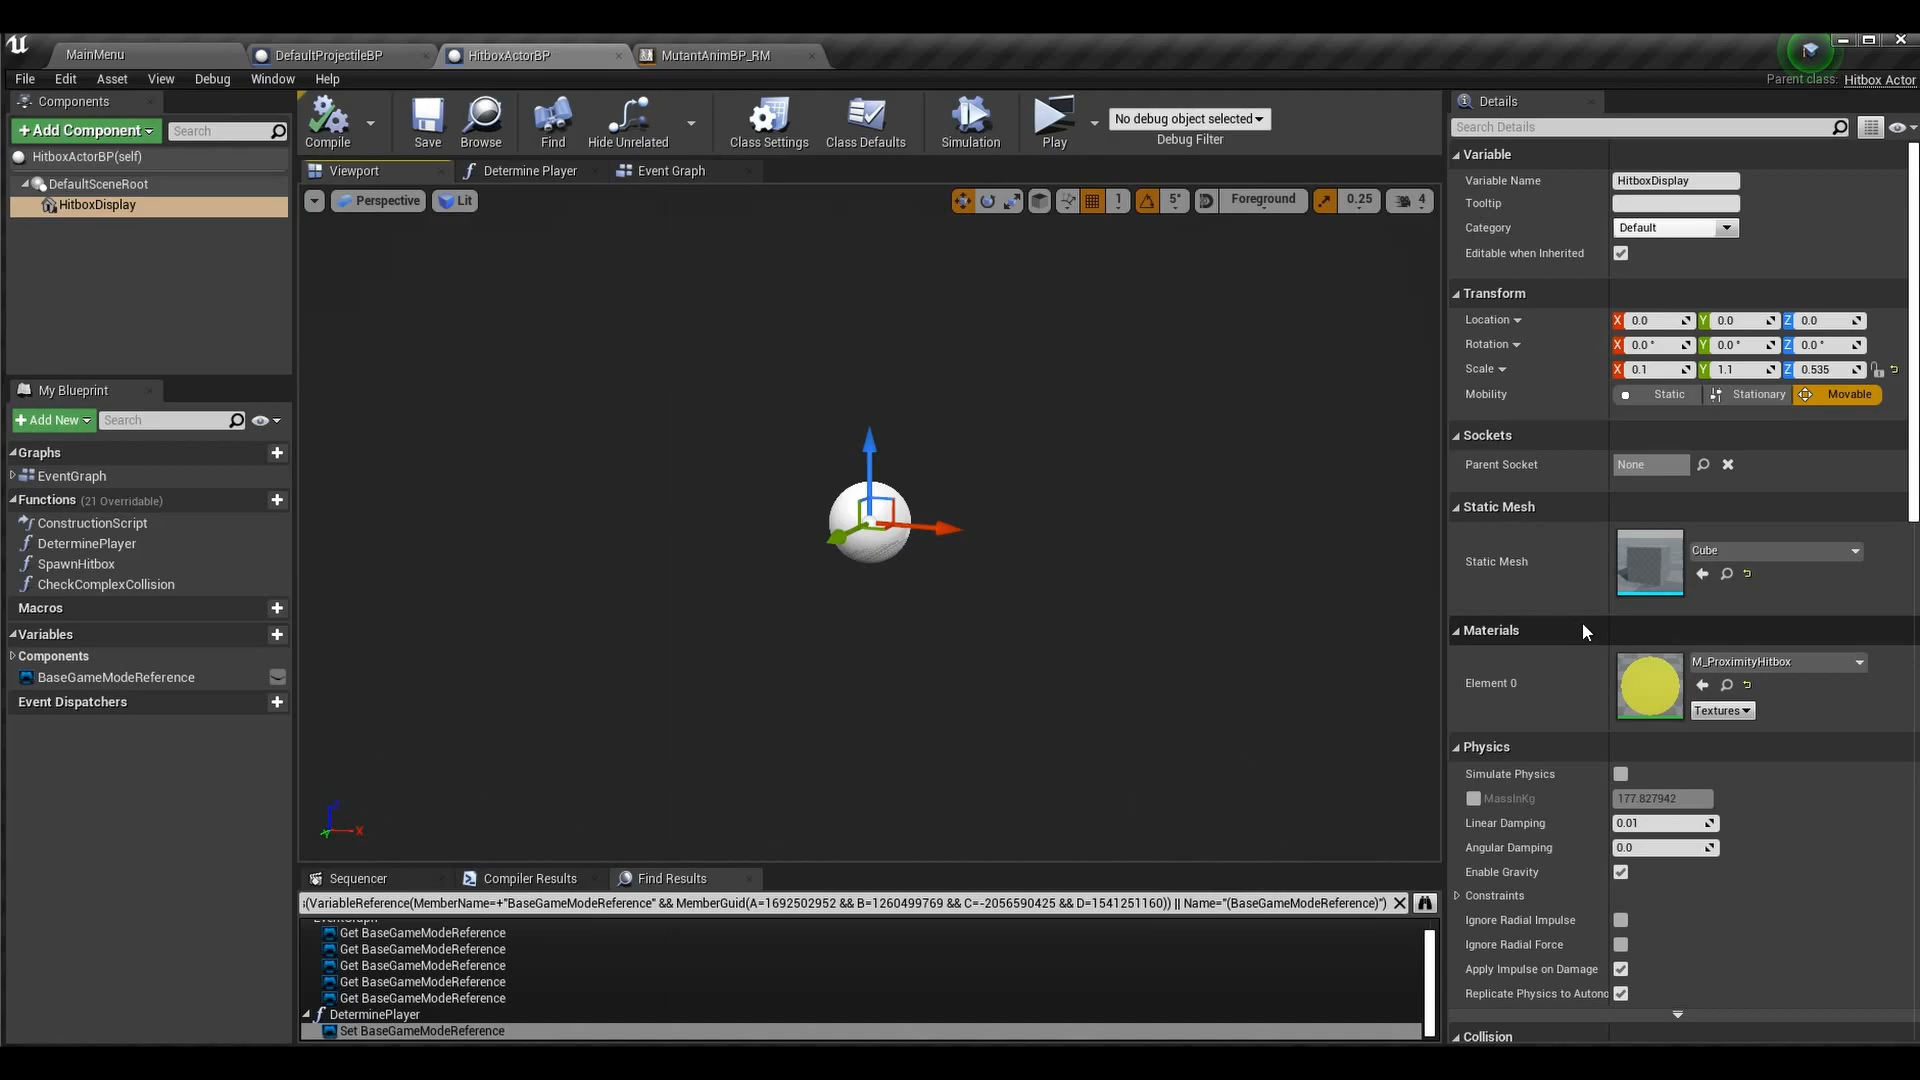 MainMenu
DefaultProjectileBP
HitboxActorBP
MutantAnimBP_RM
File Edit Asset View Debug Window Help
Parent class: Hitbox Actor
Components
+Add Component
Search
HitboxActorBP(self)
DefaultSceneRoot
HitboxDisplay
My Blueprint
+Add New
Search
Graphs
EventGraph
Functions (21 Overridable)
ConstructionScript
DeterminePlayer
SpawnHitbox
CheckComplexCollision
Macros
Variables
Components
BaseGameModeReference
Event Dispatchers
Compile
Save
Browse
Find
Hide Unrelated
Class Settings
Class Defaults
Simulation
Play
No debug object selected
Debug Filter
Viewport
Determine Player
Event Graph
Perspective
Lit
1
5°
Foreground
0.25
4
X
Sequencer
Compiler Results
Find Results
(VariableReference(MemberName=+"BaseGameModeReference" && MemberGuid(A=1692502952 && B=1260499769 && C=-2056590425 && D=1541251160)) || Name="(BaseGameModeReference)")
EventGraph
Get BaseGameModeReference
Get BaseGameModeReference
Get BaseGameModeReference
Get BaseGameModeReference
Get BaseGameModeReference
DeterminePlayer
Set BaseGameModeReference
Details
Search Details
Variable
Variable Name HitboxDisplay
Tooltip
Category Default
Editable when Inherited
Transform
Location X 0.0 Y 0.0 Z 0.0
Rotation X 0.0 ° Y 0.0 ° Z 0.0 °
Scale X 0.1 Y 1.1 Z 0.535
Mobility Static Stationary Movable
Sockets
Parent Socket None
Static Mesh
Static Mesh Cube
Materials
Element 0 M_ProximityHitbox
Textures
Physics
Simulate Physics
MassInKg 177.827942
Linear Damping 0.01
Angular Damping 0.0
Enable Gravity
Constraints
Ignore Radial Impulse
Ignore Radial Force
Apply Impulse on Damage
Replicate Physics to Autono
Collision